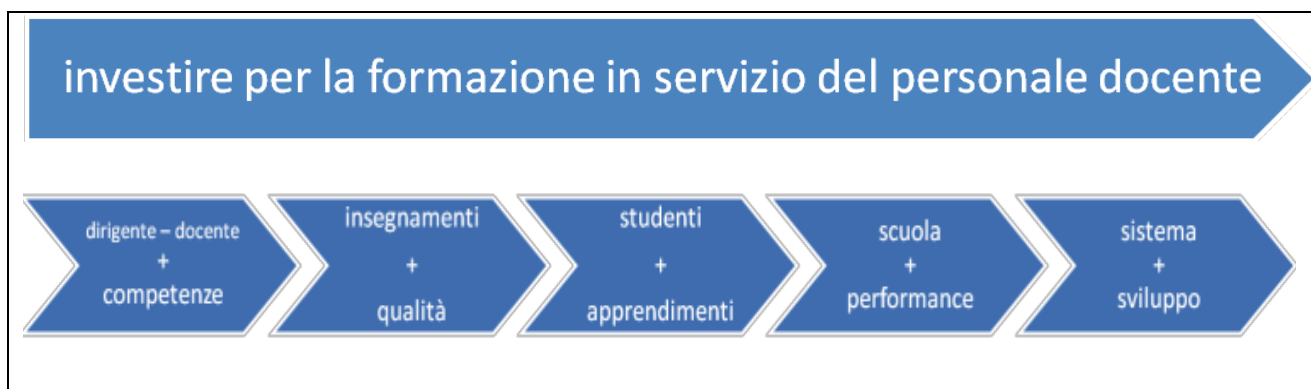 investire per la formazione in servizio del personale docente
dirigente – docente
+
competenze
insegnamenti
+
qualità
studenti
+
apprendimenti
scuola
+
performance
sistema
+
sviluppo